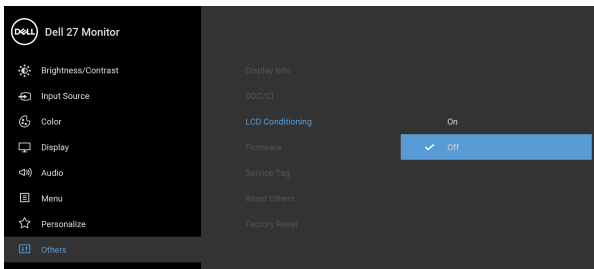 DELL
Dell 27 Monitor
Brightness/Contrast
Display Info
Input Source
DDC/CI
Color
LCD Conditioning
On
Display
Firmware
Off
Audio
Service Tag
Menu
Reset Others
Personalize
Factory Reset
Others